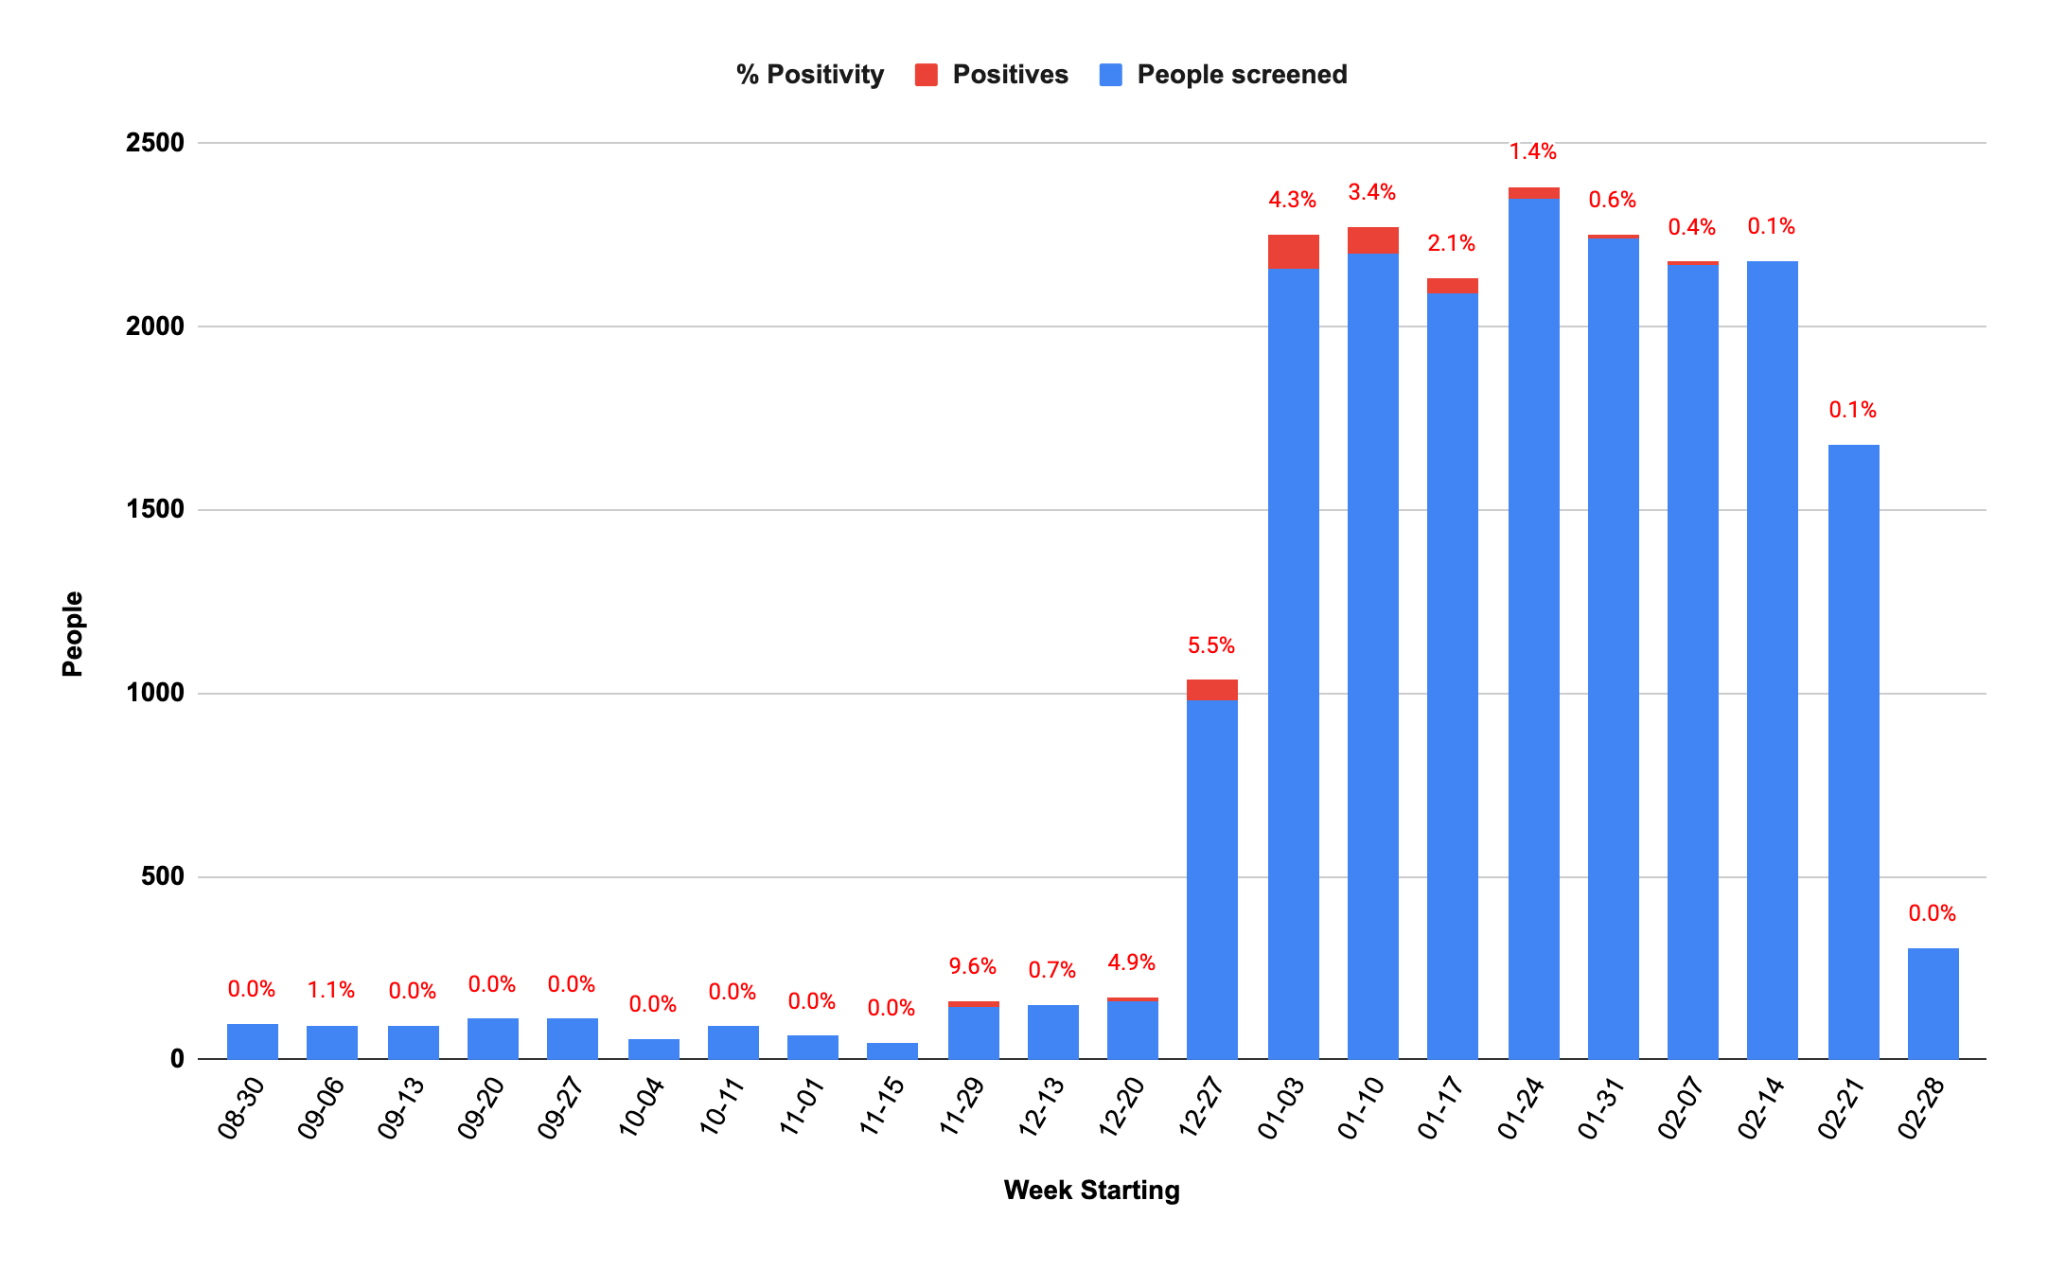 % Positivity Positives People screened
2500
2000
1500
1000
500
0
People
0.0% 1.1% 0.0% 0.0% 0.0% 0.0% 0.0% 0.0% 0.0% 9.6% 0.7% 4.9% 5.5% 4.3% 3.4% 2.1% 1.4% 0.6% 0.4% 0.1% 0.1% 0.0%
08-30 09-06 09-13 09-20 09-27 10-04 10-11 11-01 11-15 11-29 12-13 12-20 12-27 01-03 01-10 01-17 01-24 01-31 02-07 02-14 02-21 02-28
Week Starting